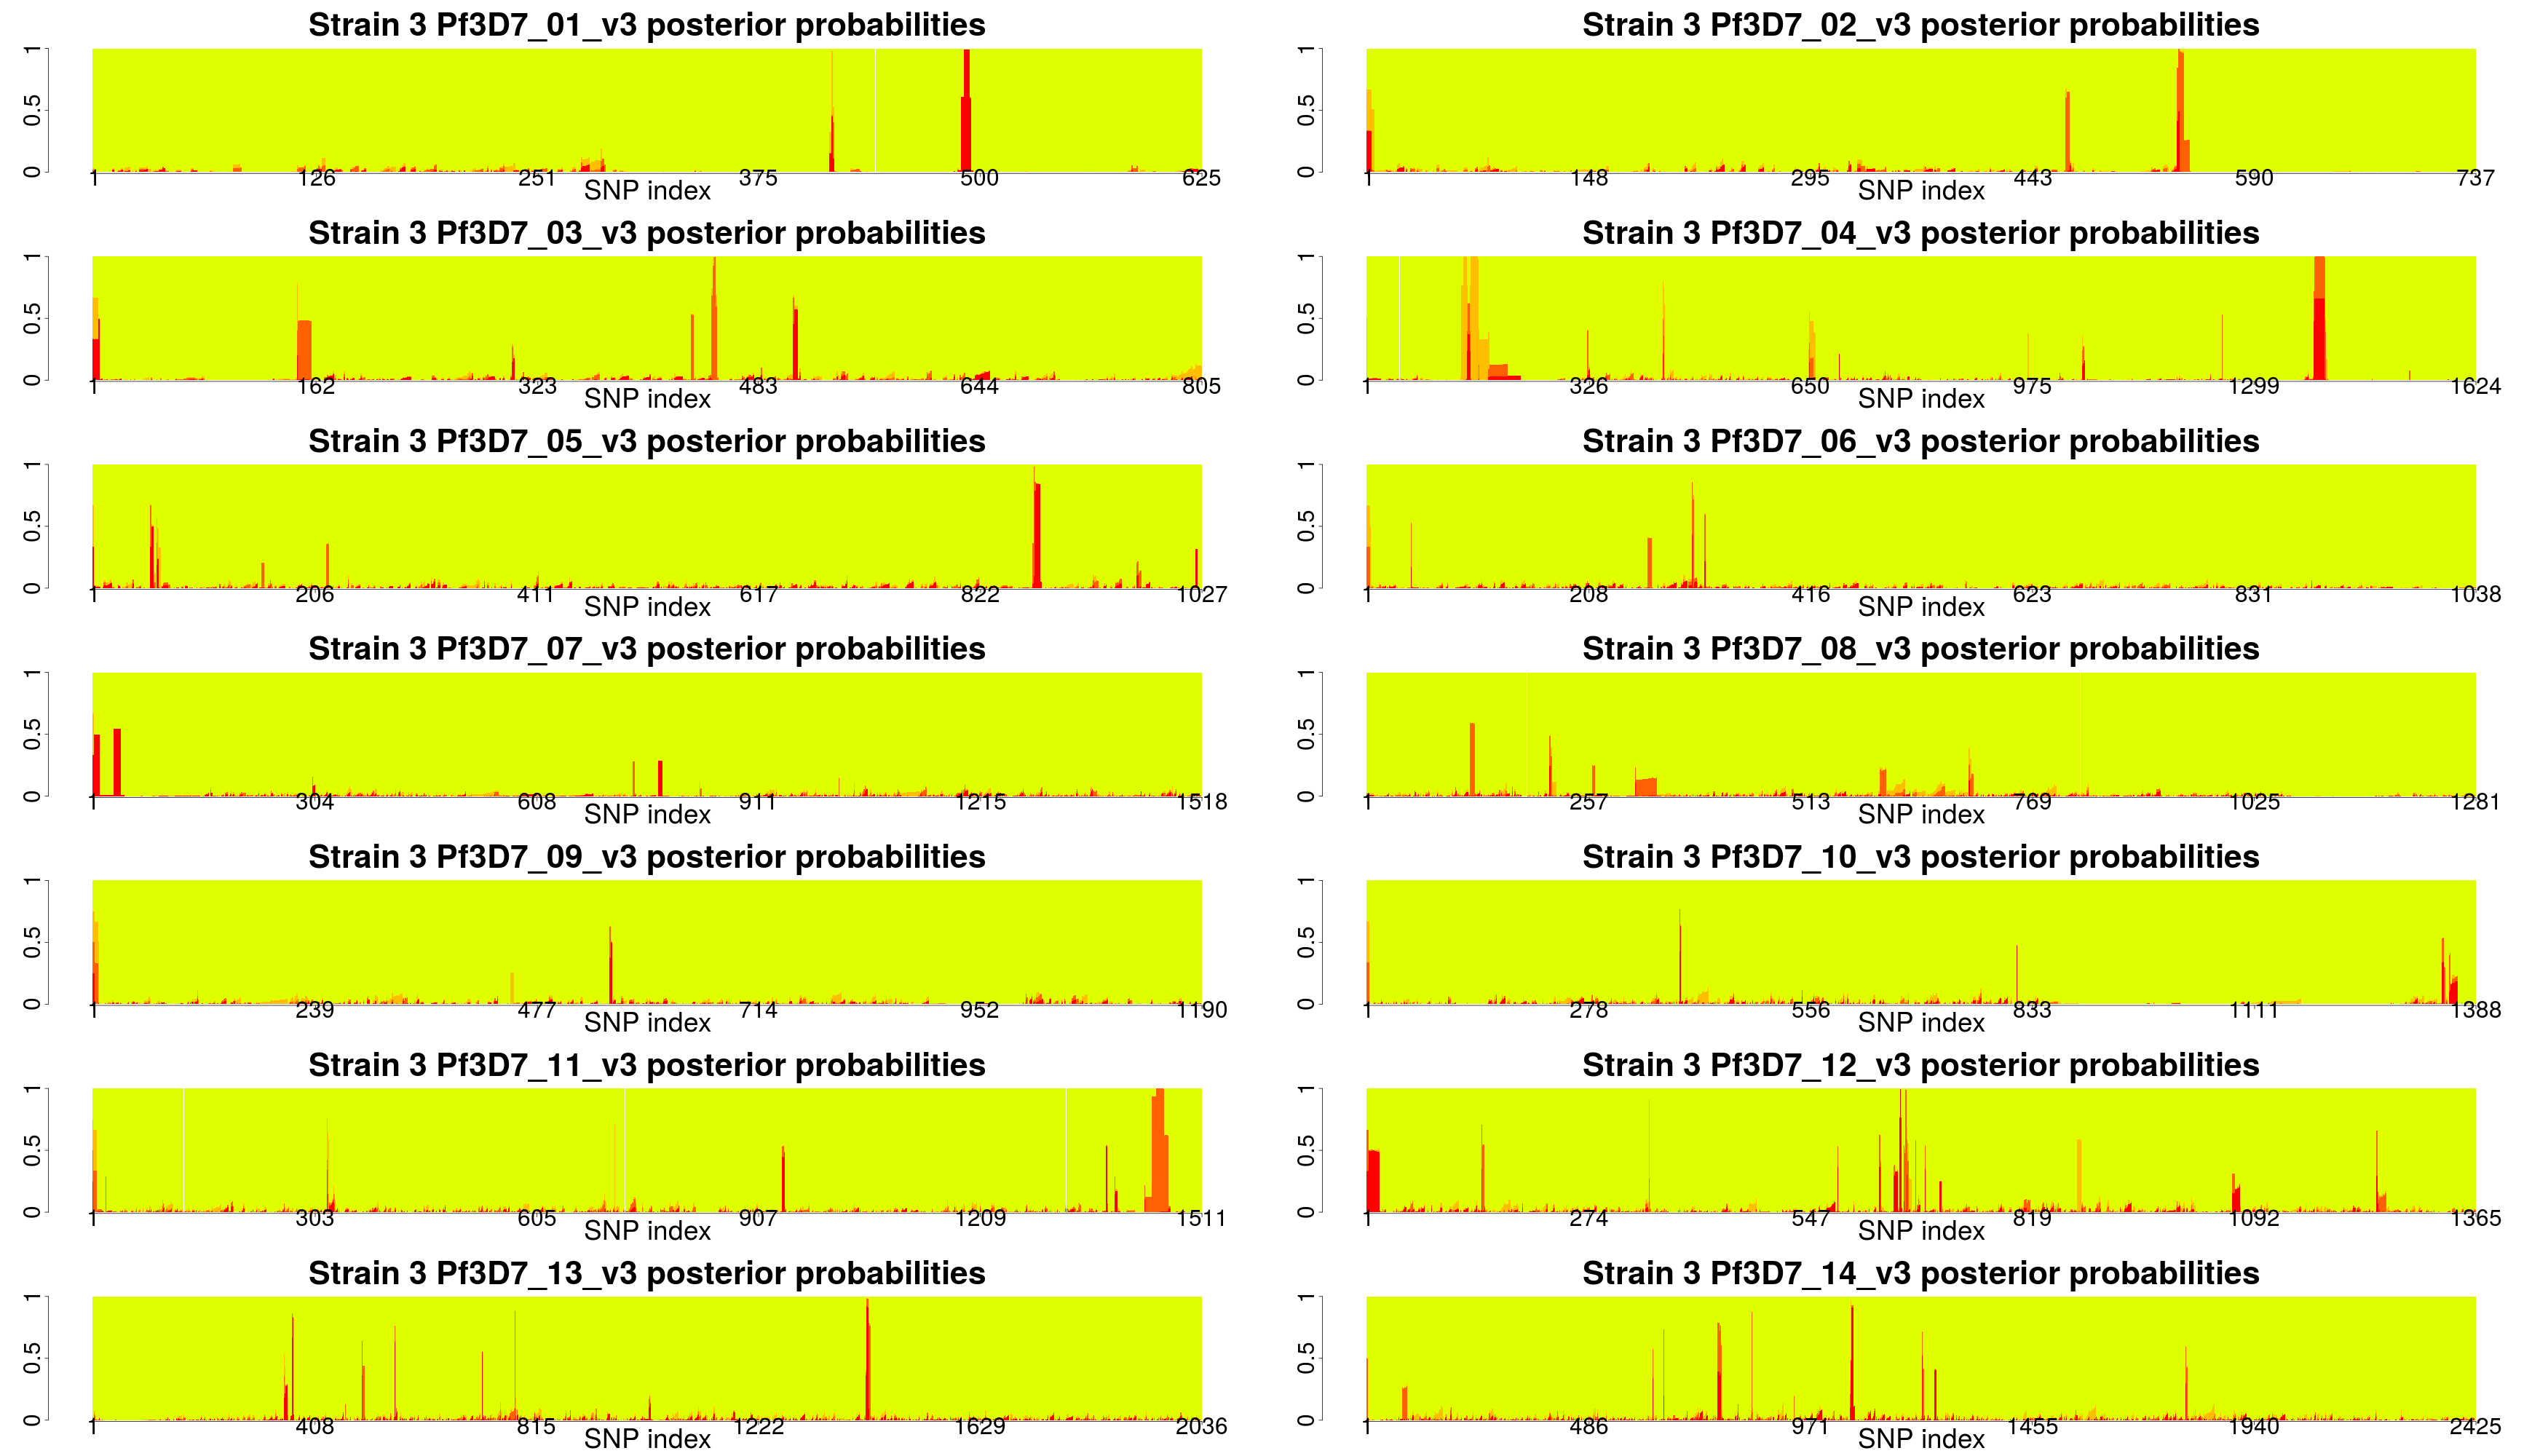 Strain 3 Pf3D7_01_v3 posterior probabilities
0 0.5 1
1 126 251 375 500 625
SNP index
Strain 3 Pf3D7_02_v3 posterior probabilities
0 0.5 1
1 148 295 443 590 737
SNP index
Strain 3 Pf3D7_03_v3 posterior probabilities
0 0.5 1
1 162 323 483 644 805
SNP index
Strain 3 Pf3D7_04_v3 posterior probabilities
0 0.5 1
1 326 650 975 1299 1624
SNP index
Strain 3 Pf3D7_05_v3 posterior probabilities
0 0.5 1
1 206 411 617 822 1027
SNP index
Strain 3 Pf3D7_06_v3 posterior probabilities
0 0.5 1
1 208 416 623 831 1038
SNP index
Strain 3 Pf3D7_07_v3 posterior probabilities
0 0.5 1
1 304 608 911 1215 1518
SNP index
Strain 3 Pf3D7_08_v3 posterior probabilities
0 0.5 1
1 257 513 769 1025 1281
SNP index
Strain 3 Pf3D7_09_v3 posterior probabilities
0 0.5 1
1 239 477 714 952 1190
SNP index
Strain 3 Pf3D7_10_v3 posterior probabilities
0 0.5 1
1 278 556 833 1111 1388
SNP index
Strain 3 Pf3D7_11_v3 posterior probabilities
0 0.5 1
1 303 605 907 1209 1511
SNP index
Strain 3 Pf3D7_12_v3 posterior probabilities
0 0.5 1
1 274 547 819 1092 1365
SNP index
Strain 3 Pf3D7_13_v3 posterior probabilities
0 0.5 1
1 408 815 1222 1629 2036
SNP index
Strain 3 Pf3D7_14_v3 posterior probabilities
0 0.5 1
1 486 971 1455 1940 2425
SNP index